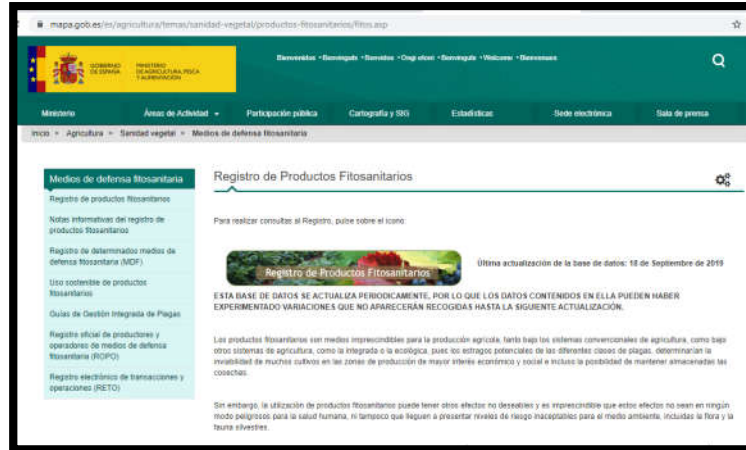 mapa.gob.es/es/agricultura/temas/sanidad-vegetal/productos-fitosanitarios/fitos.asp
GOBIERNO DE ESPAÑA
MINISTERIO DE AGRICULTURA, PESCA Y ALIMENTACIÓN
Bienvenidos • Benvinguts • Benvidos • Ongi etorri • Benvinguts • Welcome • Bienvenue
Ministerio Áreas de Actividad Participación pública Cartografía y SIG Estadísticas Sede electrónica Sala de prensa
Inicio Agricultura Sanidad vegetal Medios de defensa fitosanitaria
Medios de defensa fitosanitaria
Registro de productos fitosanitarios
Notas informativas del registro de
productos fitosanitarios
Registro de determinados medios de
defensa fitosanitaria (MDF)
Uso sostenible de productos
fitosanitarios
Guías de Gestión Integrada de Plagas
Registro oficial de productores y
operadores de medios de defensa
fitosanitaria (ROPO)
Registro electrónico de transacciones y
operaciones (RETO)
Registro de Productos Fitosanitarios
Para realizar consultas al Registro, pulse sobre el icono:
Registro de Productos Fitosanitarios
Última actualización de la base de datos: 18 de Septiembre de 2019
ESTA BASE DE DATOS SE ACTUALIZA PERIODICAMENTE, POR LO QUE LOS DATOS CONTENIDOS EN ELLA PUEDEN HABER
EXPERIMENTADO VARIACIONES QUE NO APARECERÁN RECOGIDAS HASTA LA SIGUIENTE ACTUALIZACIÓN.
Los productos fitosanitarios son medios imprescindibles para la producción agrícola, tanto bajo los sistemas convencionales de agricultura, como bajo
otros sistemas de agricultura, como la integrada o la ecológica, pues los estragos potenciales de las diferentes clases de plagas, determinarían la
inviabilidad de muchos cultivos en las zonas de producción de mayor interés económico y social e incluso la posibilidad de mantener almacenadas las
cosechas.
Sin embargo, la utilización de productos fitosanitarios puede tener otros efectos no deseables y es imprescindible que estos efectos no sean en ningún
modo peligrosos para la salud humana, ni tampoco que lleguen a presentar niveles de riesgo inaceptables para el medio ambiente, incluidas la flora y la
fauna silvestres.